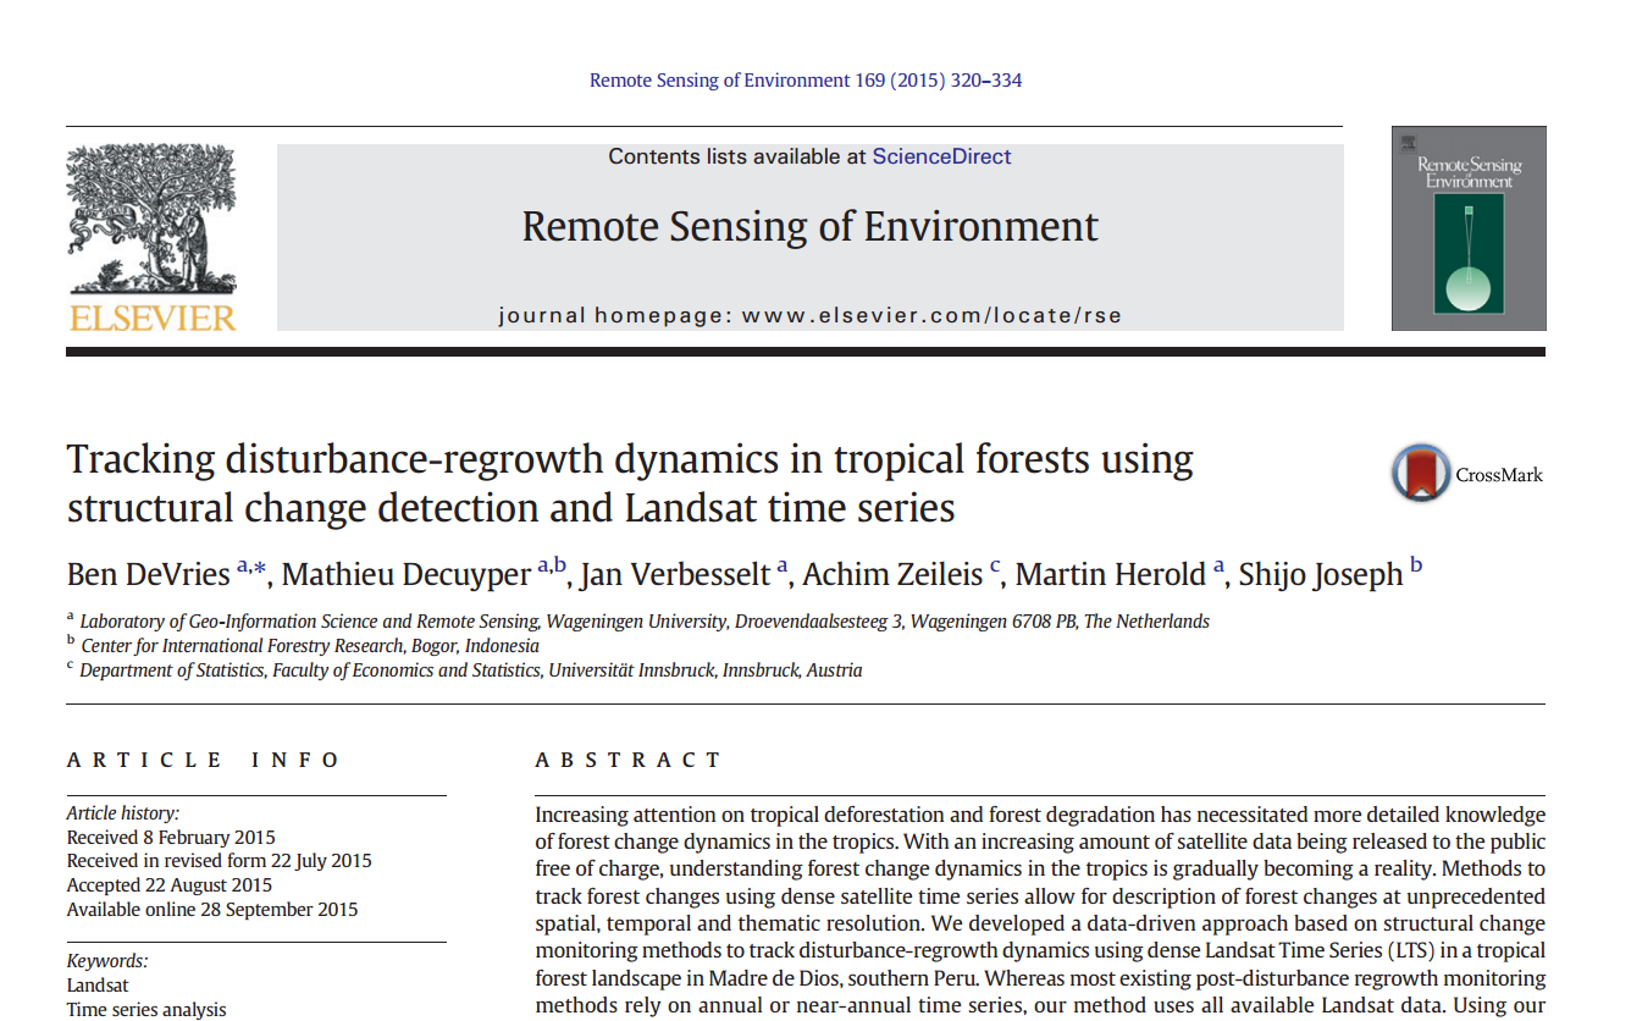 Remote Sensing of Environment 169 (2015) 320–334
Contents lists available at ScienceDirect
Remote Sensing of Environment
journal homepage: www.elsevier.com/locate/rse
ELSEVIER
Remote Sensing
of
Environment
Tracking disturbance-regrowth dynamics in tropical forests using
structural change detection and Landsat time series
CrossMark
Ben DeVries a,*, Mathieu Decuyper a,b, Jan Verbesselt a, Achim Zeileis c, Martin Herold a, Shijo Joseph b
a Laboratory of Geo-Information Science and Remote Sensing, Wageningen University, Droevendaalsesteeg 3, Wageningen 6708 PB, The Netherlands
b Center for International Forestry Research, Bogor, Indonesia
c Department of Statistics, Faculty of Economics and Statistics, Universität Innsbruck, Innsbruck, Austria
ARTICLE INFO
Article history:
Received 8 February 2015
Received in revised form 22 July 2015
Accepted 22 August 2015
Available online 28 September 2015
Keywords:
Landsat
Time series analysis
ABSTRACT
Increasing attention on tropical deforestation and forest degradation has necessitated more detailed knowledge
of forest change dynamics in the tropics. With an increasing amount of satellite data being released to the public
free of charge, understanding forest change dynamics in the tropics is gradually becoming a reality. Methods to
track forest changes using dense satellite time series allow for description of forest changes at unprecedented
spatial, temporal and thematic resolution. We developed a data-driven approach based on structural change
monitoring methods to track disturbance-regrowth dynamics using dense Landsat Time Series (LTS) in a tropical
forest landscape in Madre de Dios, southern Peru. Whereas most existing post-disturbance regrowth monitoring
methods rely on annual or near-annual time series, our method uses all available Landsat data. Using our